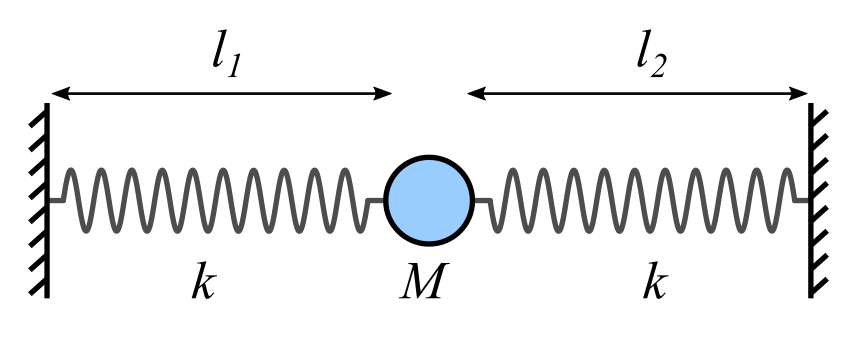 l₁ l₂
k M k